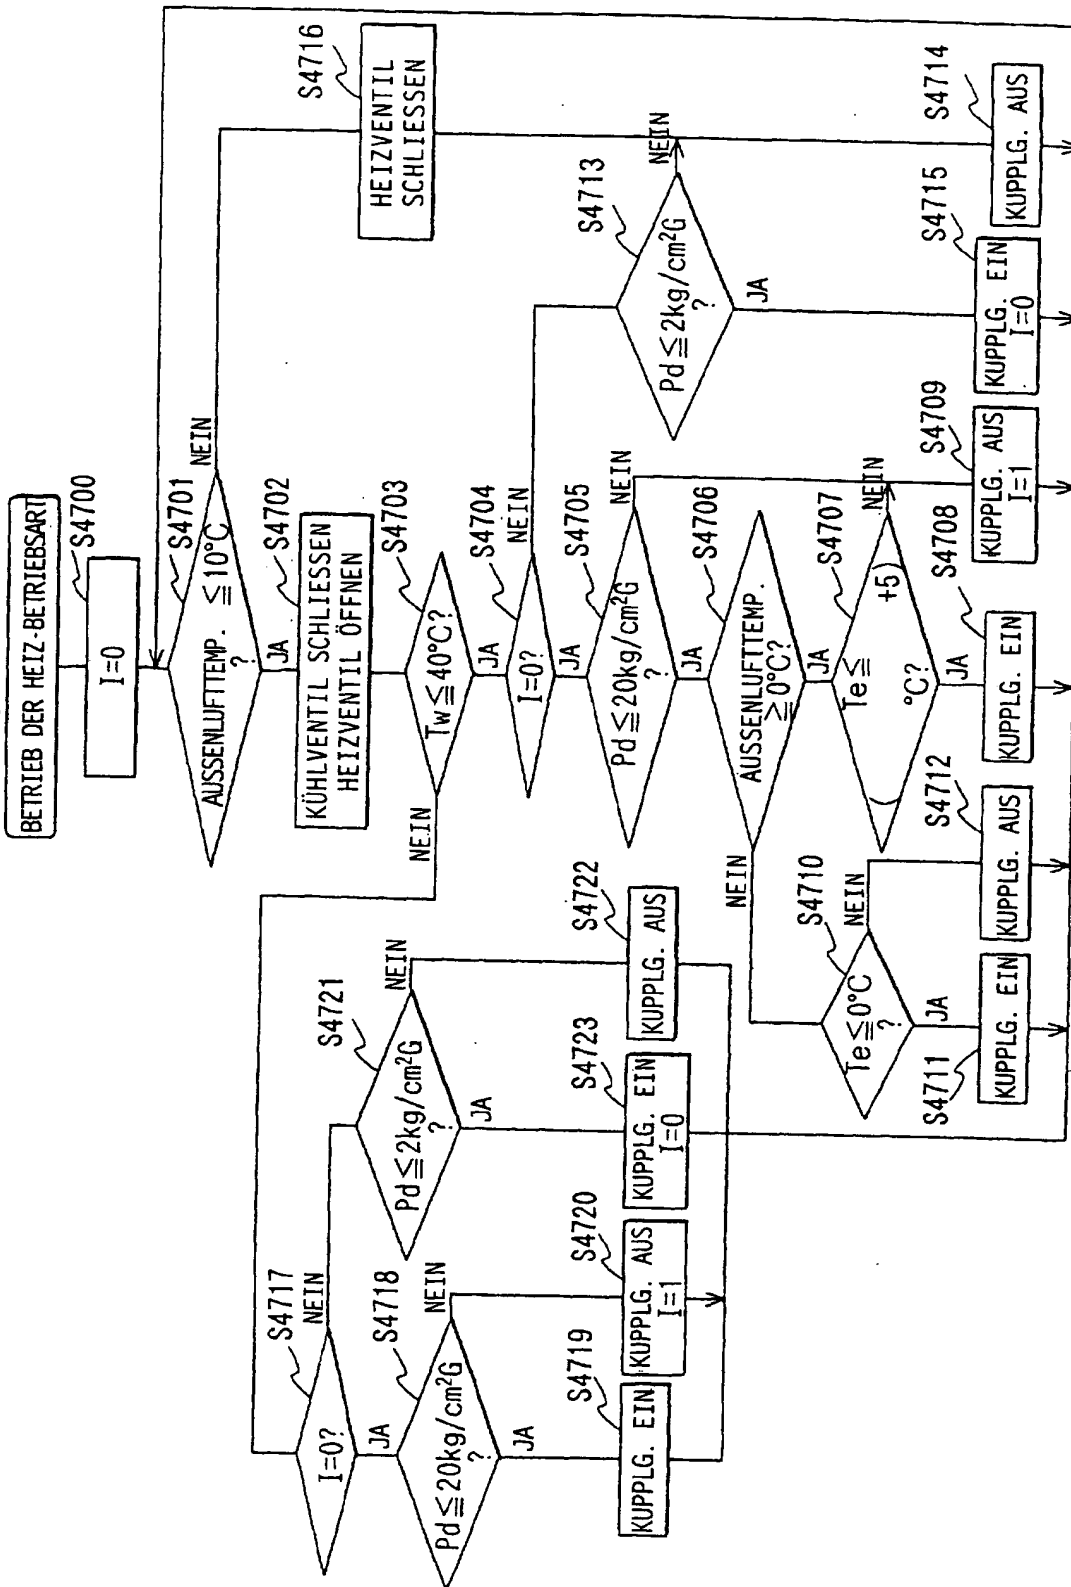 BETRIEB DER HEIZ-BETRIEBSART
S4700
I=0
S4701
AUSSENLUFTTEMP. ≦10°C
?
NEIN
JA
S4702
KÜHLVENTIL SCHLIESSEN
HEIZVENTIL ÖFFNEN
S4703
Tw≦40°C?
NEIN
JA
S4704
I=0?
NEIN
JA
S4705
Pd≦20kg/cm²G
?
NEIN
JA
S4706
AUSSENLUFTTEMP.
≧0°C?
NEIN
JA
S4707
Te≦
( +5)
°C?
NEIN
JA
S4708
KUPPLG. EIN
S4709
KUPPLG. AUS
I=1
S4710
Te≦0°C
?
NEIN
JA
S4711
KUPPLG. EIN
S4712
KUPPLG. AUS
S4713
Pd≦2kg/cm²G
?
NEIN
JA
S4714
KUPPLG. AUS
S4715
KUPPLG. EIN
I=0
S4716
HEIZVENTIL
SCHLIESSEN
S4717
I=0?
NEIN
JA
S4718
Pd≦20kg/cm²G
?
NEIN
JA
S4719
KUPPLG. EIN
S4720
KUPPLG. AUS
I=1
S4721
Pd≦2kg/cm²G
?
NEIN
JA
S4722
KUPPLG. AUS
S4723
KUPPLG. EIN
I=0